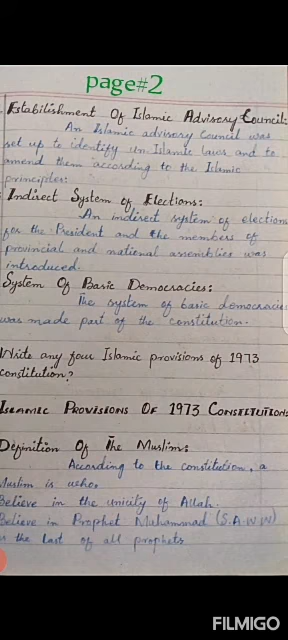 page#2
Estabilishment Of Islamic Advisory Council:
An Islamic advisory Council was
set up to identify un Islamic laws and to
amend them according to the Islamic
principles:
Indirect System of Elections:
An indirect system of election
for the President and the members of
provincial and national assemblies was
introduced.
System Of Basic Democracies:
The system of basic democracies
was made part of the constitution.
Write any four Islamic provisions of 1973
constitution?
ISLAMIC PROVISIONS OF 1973 CONSTITUTION:
Definition Of The Muslim:
According to the constitution, a
Muslim is who.
Believe in the unicity of Allah.
Believe in Prophet Muhammad (S.A.W.W)
as the last of all prophets
FILMIGO